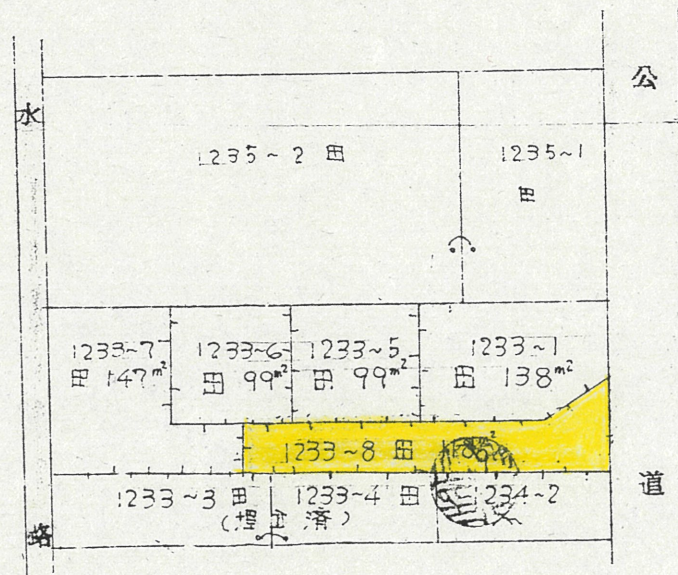 公
水
1235~2 田
1235~1
田
1233~7
田 147m²
1233~6
田 99m²
1233~5
田 99m²
1233~1
田 138m²
1233~8 田
1233~3 田
1233~4 田
1234~2
(埋立済)
道
路